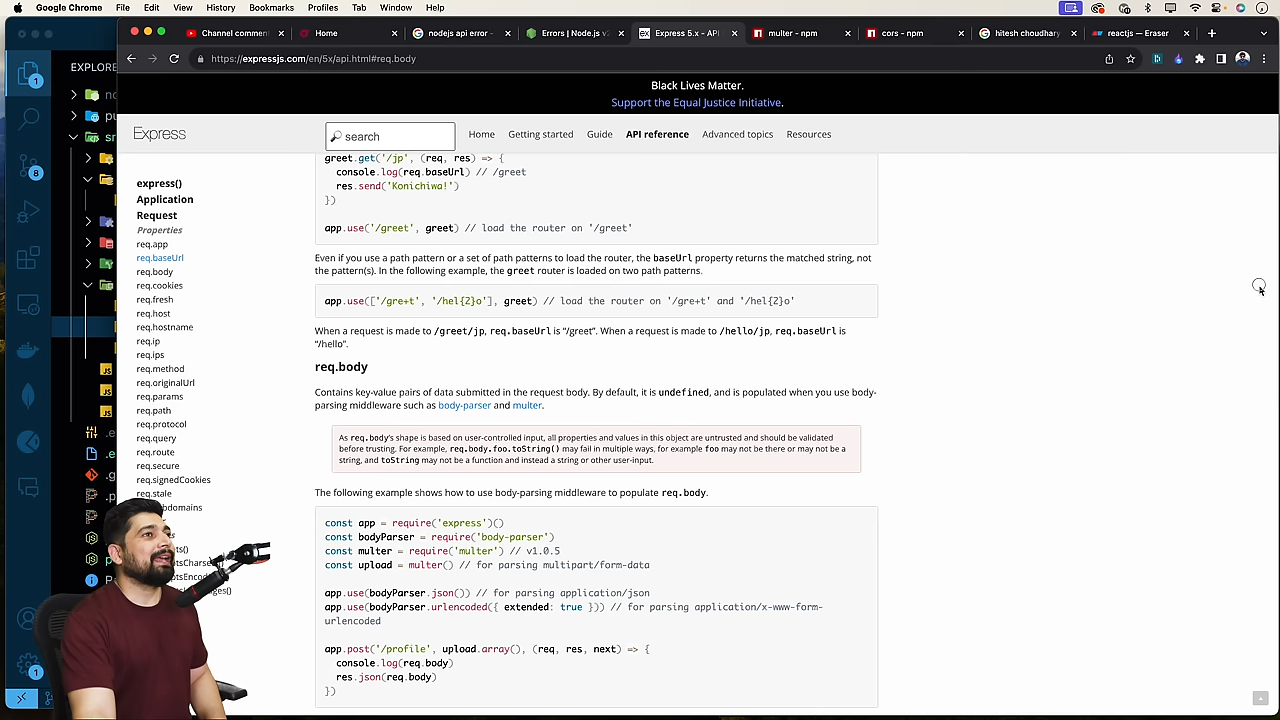 Google Chrome File Edit View History Bookmarks Profiles Tab Window Help
Channel commen Home nodejs api error - Errors | Node.js v2 Express 5.x - API multer - npm cors - npm hitesh choudhary reactjs — Eraser
https://expressjs.com/en/5x/api.html#req.body
EXPLORE
1
8
1
Black Lives Matter.
Support the Equal Justice Initiative.
Express
search
Home Getting started Guide API reference Advanced topics Resources
express()
Application
Request
Properties
req.app
req.baseUrl
req.body
req.cookies
req.fresh
req.host
req.hostname
req.ip
req.ips
req.method
req.originalUrl
req.params
req.path
req.protocol
req.query
req.route
req.secure
req.signedCookies
req.stale
bdomains
greet.get('/jp', (req, res) => {
console.log(req.baseUrl) // /greet
res.send('Konichiwa!')
})
app.use('/greet', greet) // load the router on '/greet'
Even if you use a path pattern or a set of path patterns to load the router, the baseUrl property returns the matched string, not
the pattern(s). In the following example, the greet router is loaded on two path patterns.
app.use(['/gre+t', '/hel{2}o'], greet) // load the router on '/gre+t' and '/hel{2}o'
When a request is made to /greet/jp, req.baseUrl is “/greet”. When a request is made to /hello/jp, req.baseUrl is
“/hello”.
req.body
Contains key-value pairs of data submitted in the request body. By default, it is undefined, and is populated when you use body-
parsing middleware such as body-parser and multer.
As req.body’s shape is based on user-controlled input, all properties and values in this object are untrusted and should be validated
before trusting. For example, req.body.foo.toString() may fail in multiple ways, for example foo may not be there or may not be a
string, and toString may not be a function and instead a string or other user-input.
The following example shows how to use body-parsing middleware to populate req.body.
const app = require('express')()
const bodyParser = require('body-parser')
const multer = require('multer') // v1.0.5
const upload = multer() // for parsing multipart/form-data
app.use(bodyParser.json()) // for parsing application/json
app.use(bodyParser.urlencoded({ extended: true })) // for parsing application/x-www-form-
urlencoded
app.post('/profile', upload.array(), (req, res, next) => {
console.log(req.body)
res.json(req.body)
})